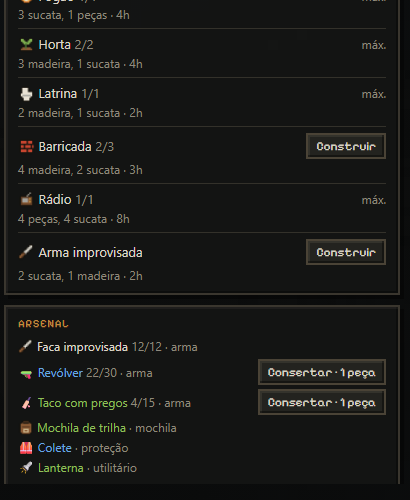 3 sucata, 1 peças · 4h
Horta 2/2 máx.
3 madeira, 1 sucata · 4h
Latrina 1/1 máx.
2 madeira, 1 sucata · 2h
Barricada 2/3 Construir
4 madeira, 2 sucata · 3h
Rádio 1/1 máx.
4 peças, 4 sucata · 8h
Arma improvisada Construir
2 sucata, 1 madeira · 2h
ARSENAL
Faca improvisada 12/12 · arma
Revólver 22/30 · arma Consertar · 1 peça
Taco com pregos 4/15 · arma Consertar · 1 peça
Mochila de trilha · mochila
Colete · proteção
Lanterna · utilitário